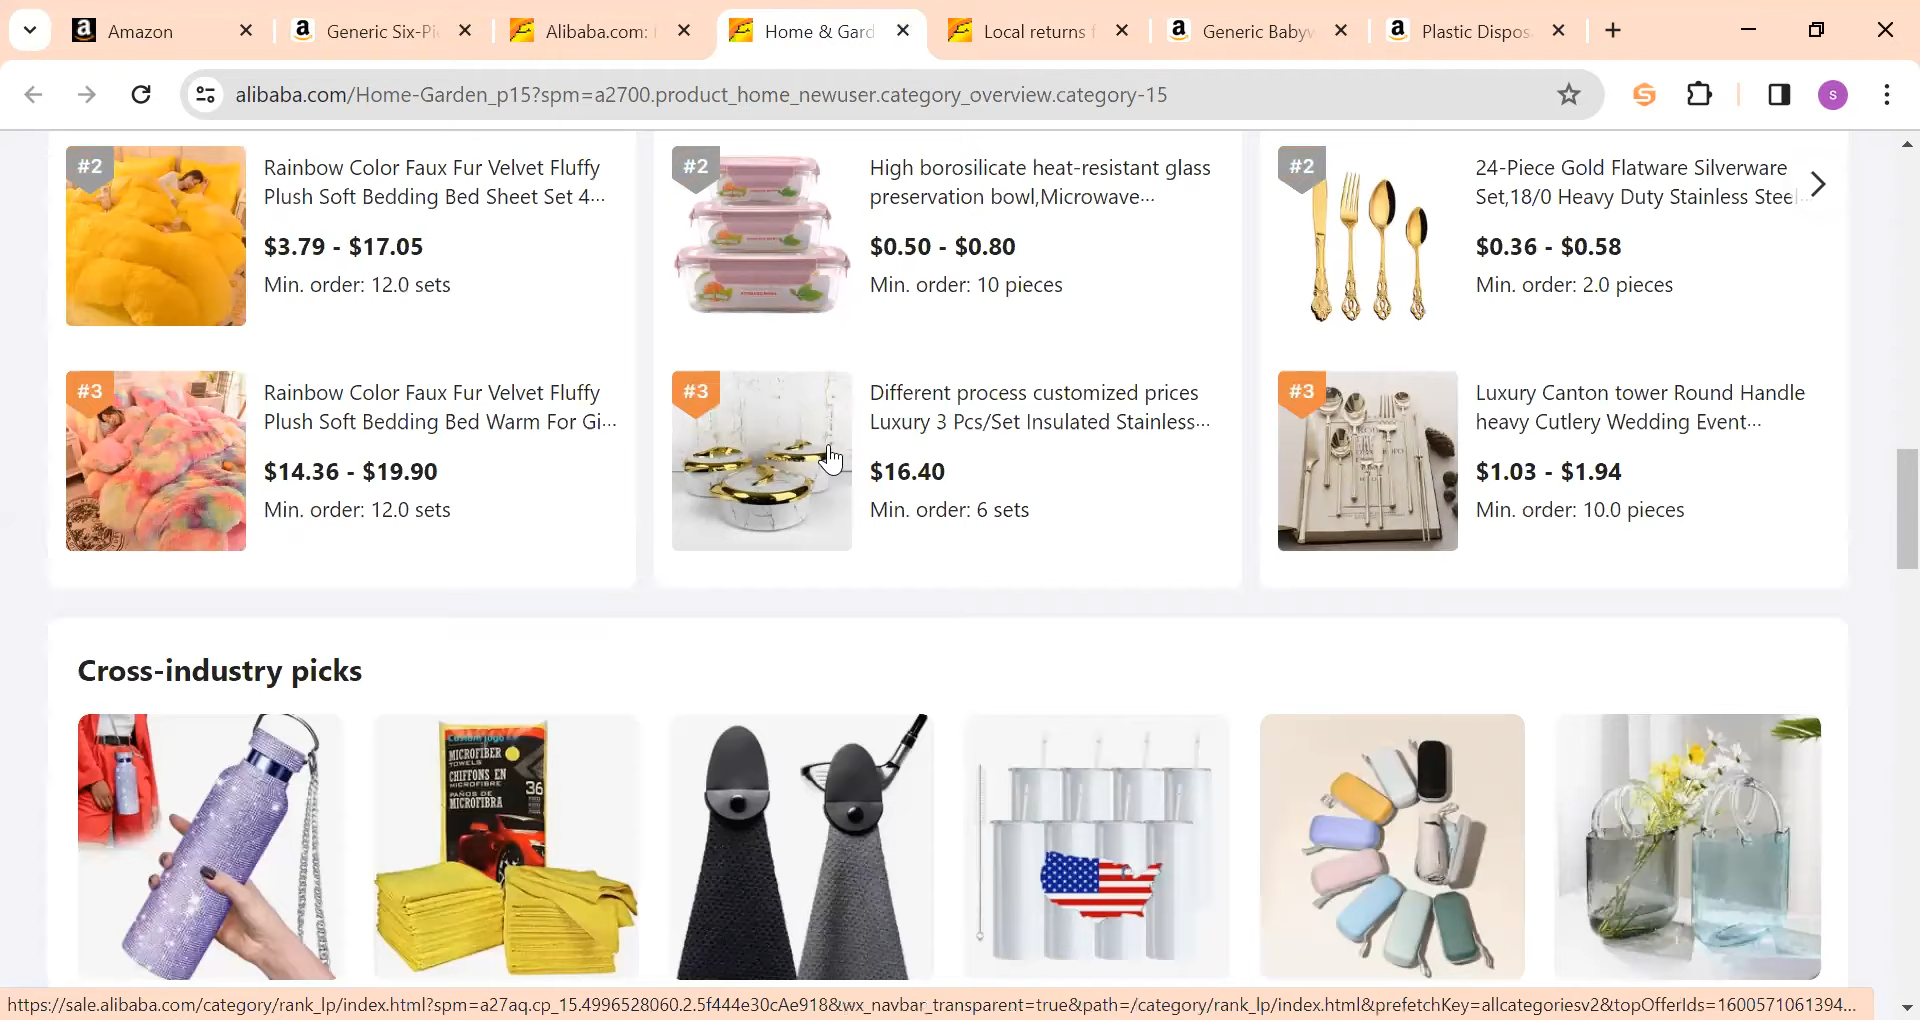 Amazon
Generic Six-Pi
Alibaba.com:
Home & Gard
Local returns f
Generic Babyw
Plastic Dispos
alibaba.com/Home-Garden_p15?spm=a2700.product_home_newuser.category_overview.category-15
S
#2
Rainbow Color Faux Fur Velvet Fluffy
Plush Soft Bedding Bed Sheet Set 4...
$3.79 - $17.05
Min. order: 12.0 sets
#2
High borosilicate heat-resistant glass
preservation bowl,Microwave...
$0.50 - $0.80
Min. order: 10 pieces
#2
24-Piece Gold Flatware Silverware
Set,18/0 Heavy Duty Stainless Steel...
$0.36 - $0.58
Min. order: 2.0 pieces
#3
Rainbow Color Faux Fur Velvet Fluffy
Plush Soft Bedding Bed Warm For Gi...
$14.36 - $19.90
Min. order: 12.0 sets
#3
Different process customized prices
Luxury 3 Pcs/Set Insulated Stainless...
$16.40
Min. order: 6 sets
#3
Luxury Canton tower Round Handle
heavy Cutlery Wedding Event...
$1.03 - $1.94
Min. order: 10.0 pieces
Cross-industry picks
Custom logo
MICROFIBER
TOWELS
CHIFFONS EN
MICROFIBRE
PAÑOS DE
MICROFIBRA
36
https://sale.alibaba.com/category/rank_lp/index.html?spm=a27aq.cp_15.4996528060.2.5f444e30cAe918&wx_navbar_transparent=true&path=/category/rank_lp/index.html&prefetchKey=allcategoriesv2&topOfferIds=1600571061394...